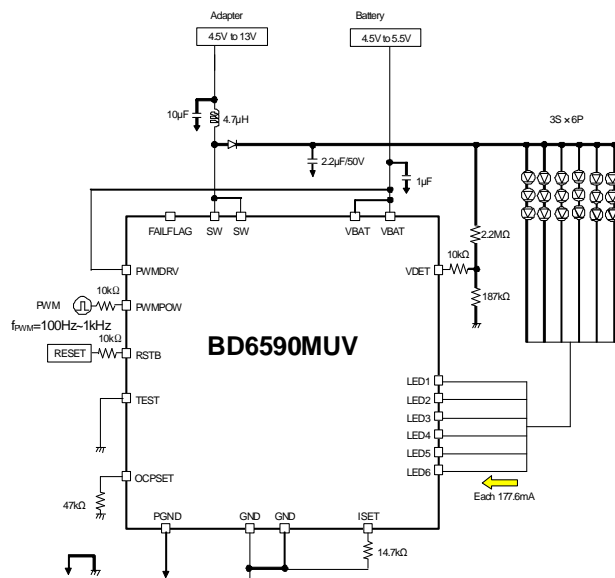 Adapter
Battery
4.5V to 13V
4.5V to 5.5V
10μF
4.7μH
3S × 6P
2.2μF/50V
1μF
FAILFLAG
SW
SW
VBAT
VBAT
2.2MΩ
PWMDRV
VDET
10kΩ
PWM
10kΩ
PWMPOW
187kΩ
fPWM=100Hz~1kHz
10kΩ
RESET
RSTB
BD6590MUV
LED1
TEST
LED2
LED3
LED4
LED5
LED6
OCPSET
Each 177.6mA
47kΩ
PGND
GND
GND
ISET
14.7kΩ